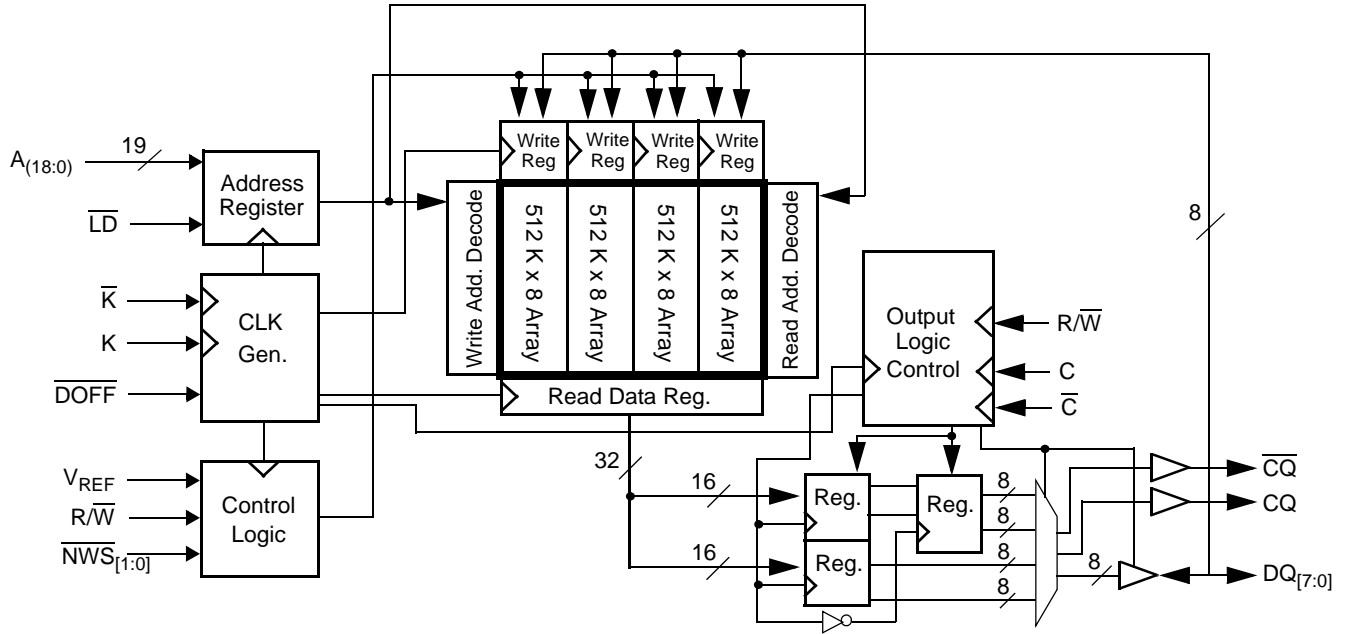 A(18:0)
19
LD
Address
Register
K
K
DOFF
CLK
Gen.
VREF
R/W
NWS[1:0]
Control
Logic
Write
Reg
Write
Reg
Write
Reg
Write
Reg
Write Add. Decode
512 K x 8 Array
512 K x 8 Array
512 K x 8 Array
512 K x 8 Array
Read Add. Decode
Read Data Reg.
8
Output
Logic
Control
R/W
C
C
32
16
16
Reg.
Reg.
Reg.
8
8
8
8
8
CQ
CQ
DQ[7:0]